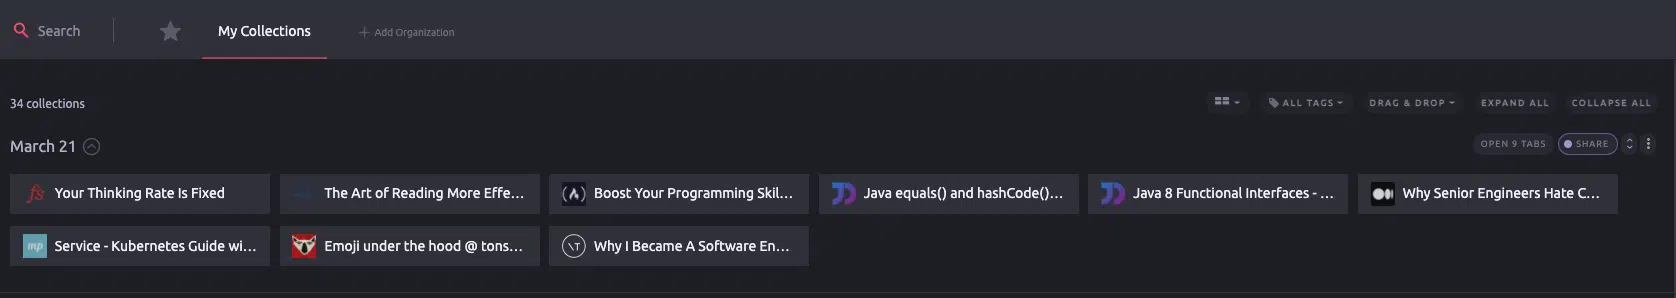 Search My Collections + Add Organization
34 collections ALL TAGS DRAG & DROP EXPAND ALL COLLAPSE ALL
March 21 OPEN 9 TABS SHARE
fs Your Thinking Rate Is Fixed The Art of Reading More Effe... Boost Your Programming Skil... Java equals() and hashCode()... Java 8 Functional Interfaces - ... Why Senior Engineers Hate C...
mp Service - Kubernetes Guide wi... Emoji under the hood @ tons... \T Why I Became A Software En...